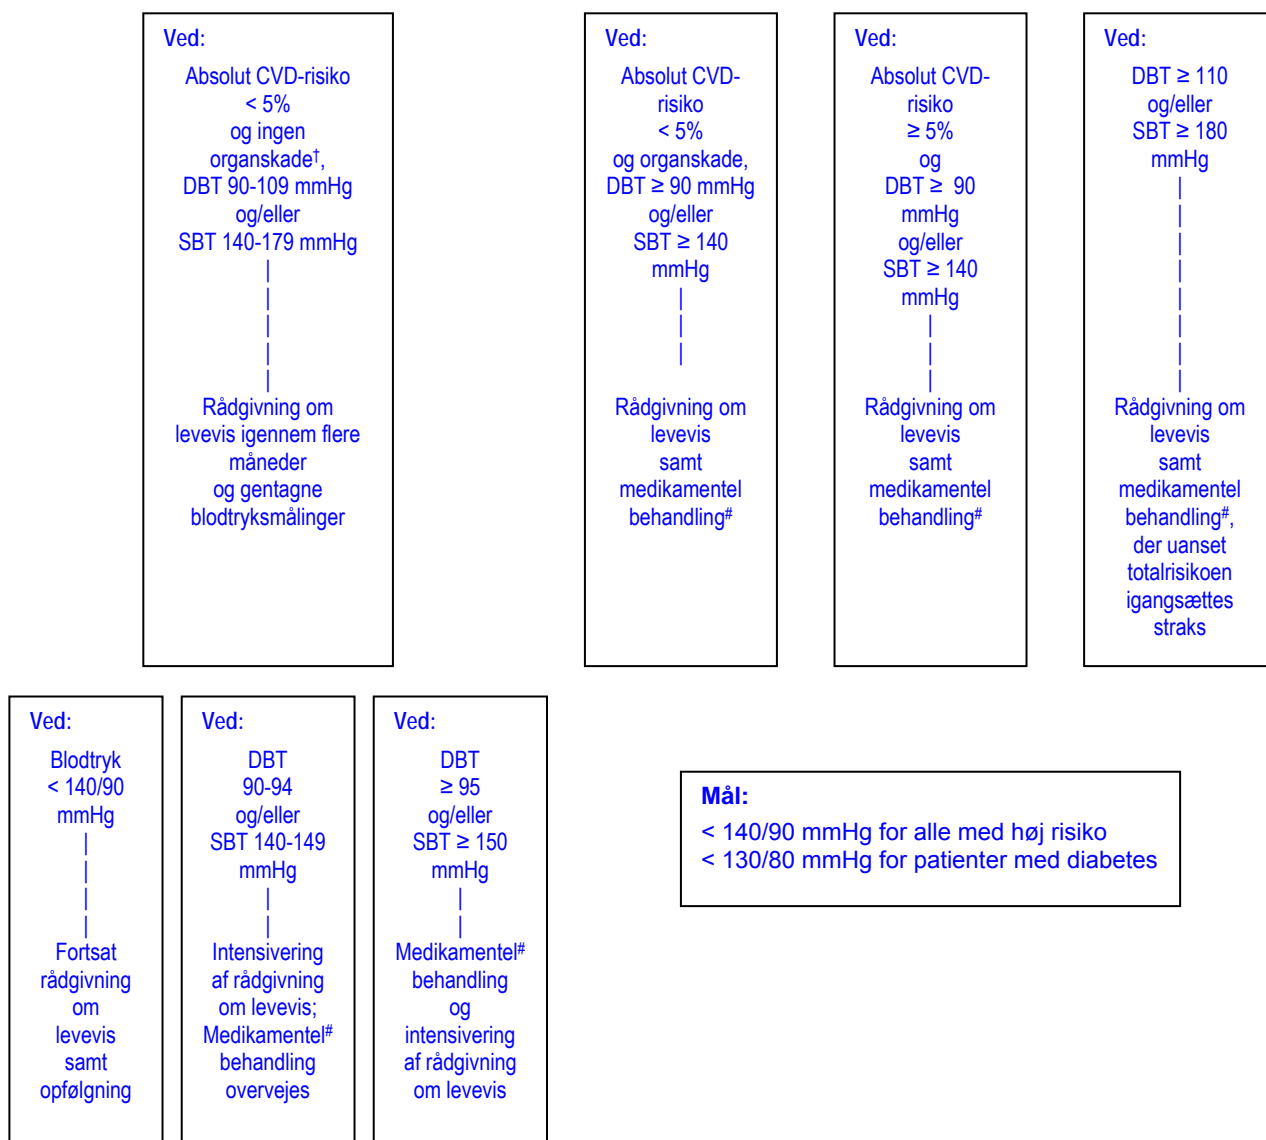 Ved:
Absolut CVD-risiko
< 5%
og ingen
organskade†,
DBT 90-109 mmHg
og/eller
SBT 140-179 mmHg
|
|
|
|
|
Rådgivning om
levevis igennem flere
måneder
og gentagne
blodtryksmålinger
Ved:
Absolut CVD-
risiko
< 5%
og organskade,
DBT ≥ 90 mmHg
og/eller
SBT ≥ 140
mmHg
|
|
|
Rådgivning om
levevis
samt
medikamentel
behandling#
Ved:
Absolut CVD-
risiko
≥ 5%
og
DBT ≥ 90
mmHg
og/eller
SBT ≥ 140
mmHg
|
|
|
Rådgivning om
levevis
samt
medikamentel
behandling#
Ved:
DBT ≥ 110
og/eller
SBT ≥ 180
mmHg
|
|
|
|
|
|
|
|
Rådgivning om
levevis
samt
medikamentel
behandling#,
der uanset
totalrisikoen
igangsættes
straks
Ved:
Blodtryk
< 140/90
mmHg
|
|
|
|
Fortsat
rådgivning
om
levevis
samt
opfølgning
Ved:
DBT
90-94
og/eller
SBT 140-149
mmHg
|
|
Intensivering
af rådgivning
om levevis;
Medikamentel#
behandling
overvejes
Ved:
DBT
≥ 95
og/eller
SBT ≥ 150
mmHg
|
|
Medikamentel#
behandling
og
intensivering
af rådgivning
om levevis
Mål:
< 140/90 mmHg for alle med høj risiko
< 130/80 mmHg for patienter med diabetes